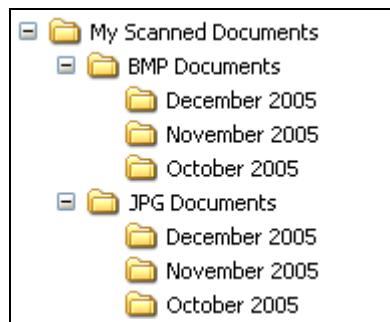 My Scanned Documents
BMP Documents
December 2005
November 2005
October 2005
JPG Documents
December 2005
November 2005
October 2005